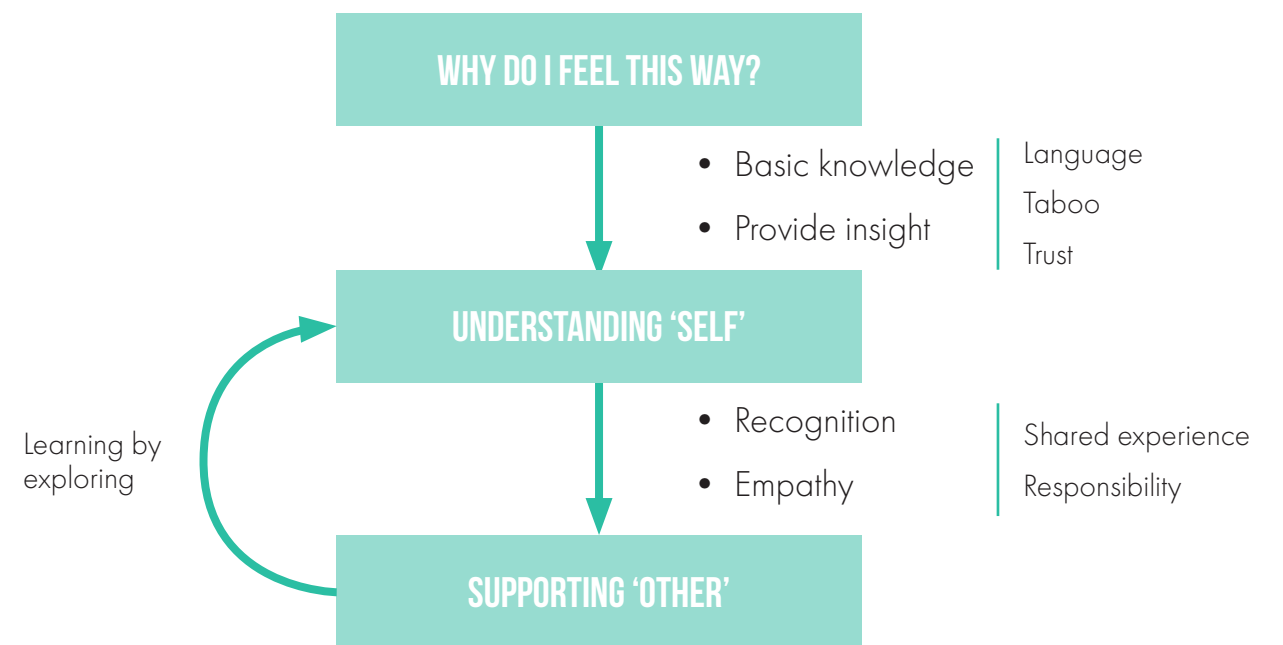 WHY DO I FEEL THIS WAY?
• Basic knowledge
• Provide insight
Language
Taboo
Trust
UNDERSTANDING ‘SELF’
• Recognition
• Empathy
Shared experience
Responsibility
Learning by
exploring
SUPPORTING ‘OTHER’